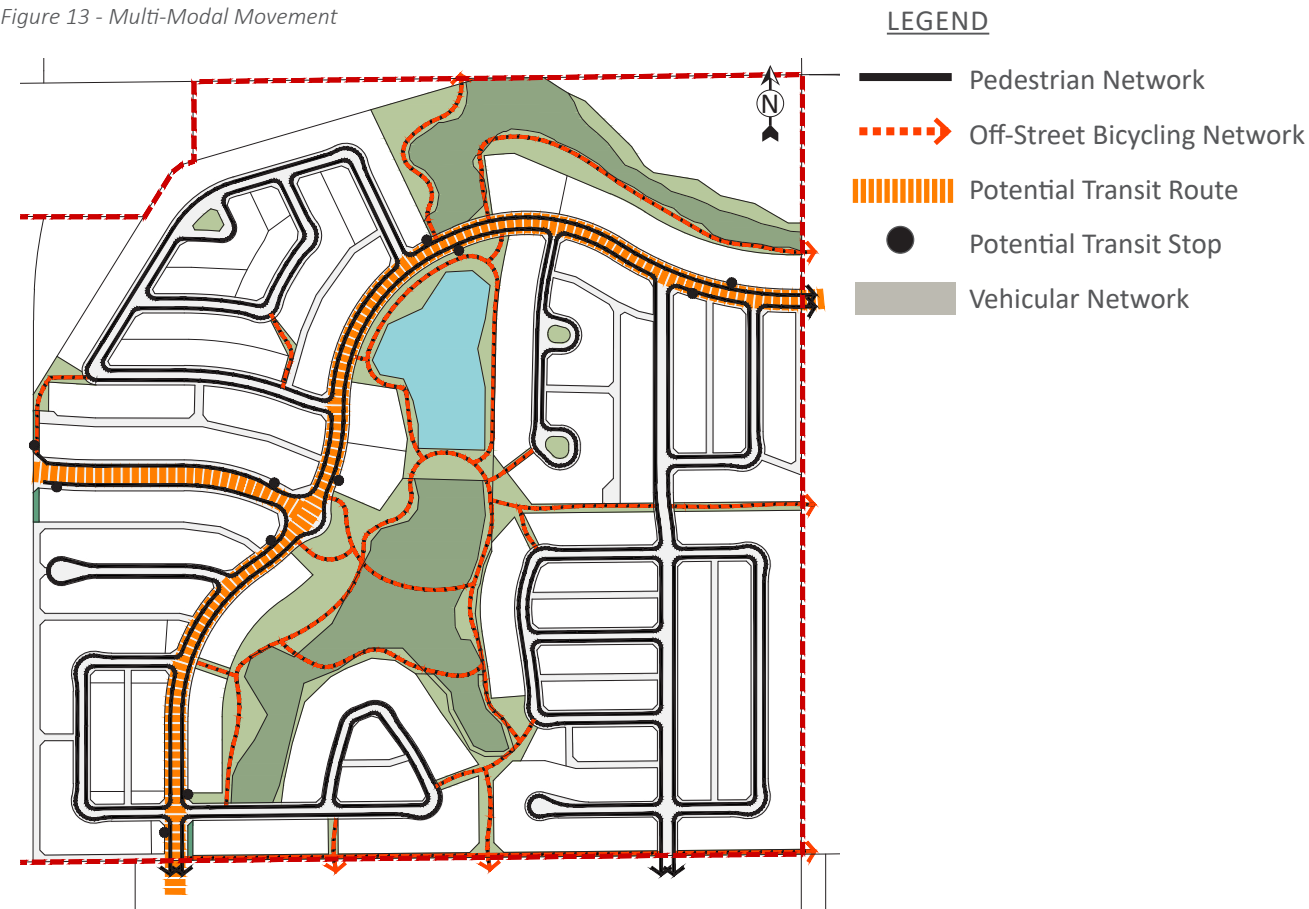 Figure 13 - Multi-Modal Movement
LEGEND
Pedestrian Network
Off-Street Bicycling Network
Potential Transit Route
Potential Transit Stop
Vehicular Network
N